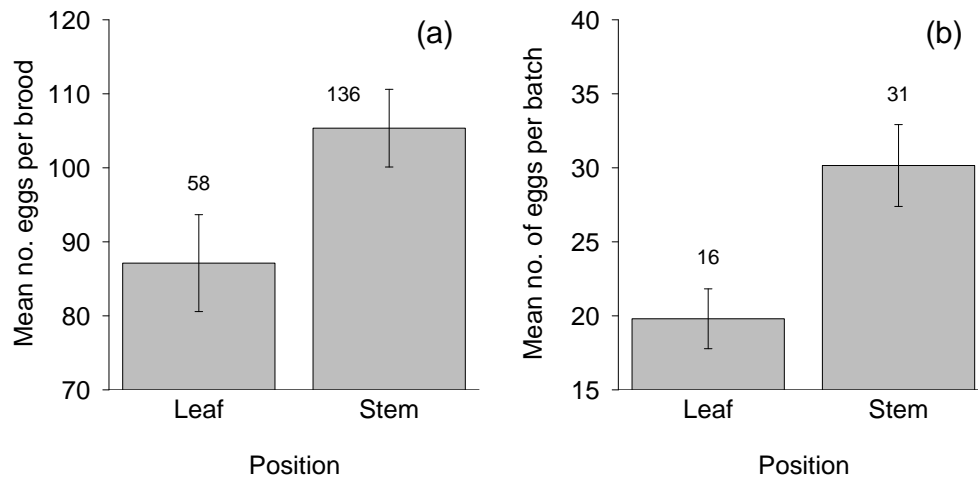 (a)
Mean no. eggs per brood
120
110
100
90
80
70
58
136
Leaf
Stem
Position
(b)
Mean no. of eggs per batch
40
35
30
25
20
15
16
31
Leaf
Stem
Position